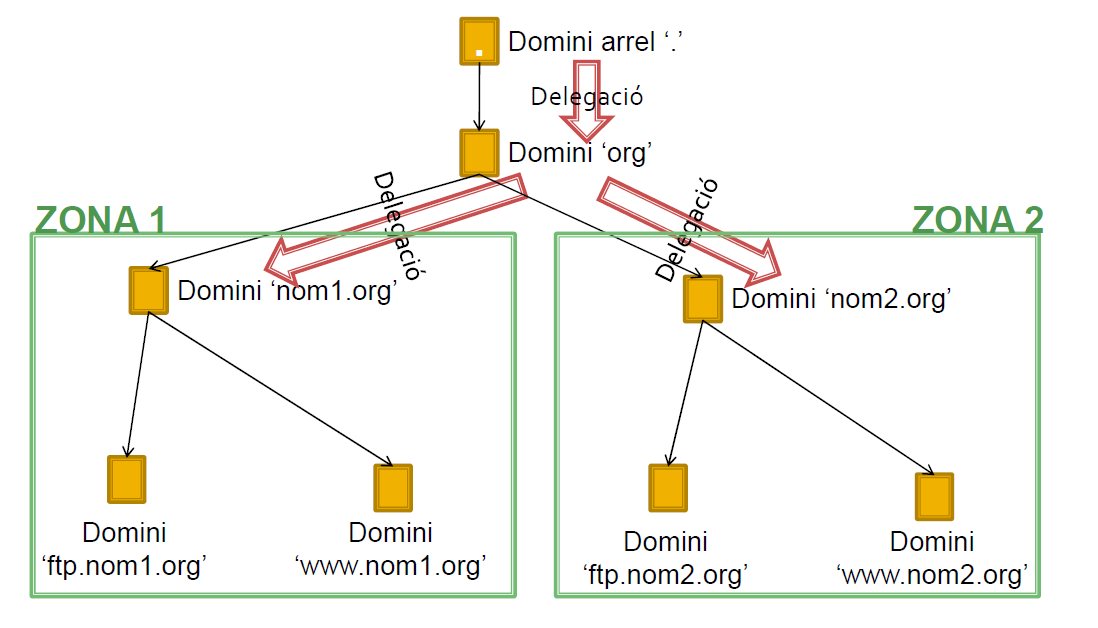 Domini arrel ‘.’
Delegació
Domini ‘org’
Delegació
Delegació
ZONA 1
ZONA 2
Domini ‘nom1.org’
Domini ‘nom2.org’
Domini
‘ftp.nom1.org’
Domini
‘www.nom1.org’
Domini
‘ftp.nom2.org’
Domini
‘www.nom2.org’